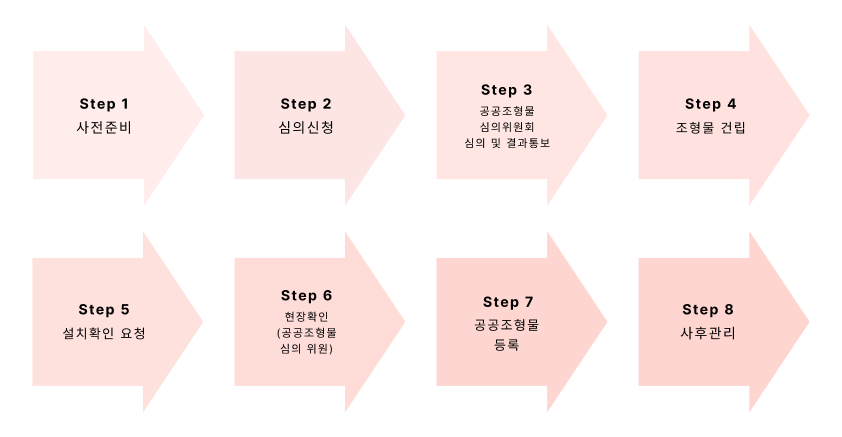 Step 1
사전준비
Step 2
심의신청
Step 3
공공조형물
심의위원회
심의 및 결과통보
Step 4
조형물 건립
Step 5
설치확인 요청
Step 6
현장확인
(공공조형물
심의 위원)
Step 7
공공조형물
등록
Step 8
사후관리